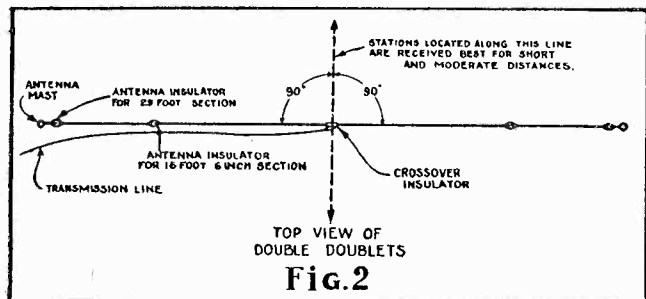 STATIONS LOCATED ALONG THIS LINE
ARE RECEIVED BEST FOR SHORT
AND MODERATE DISTANCES.
ANTENNA
MAST
ANTENNA INSULATOR
FOR 29 FOOT SECTION
90°
90°
ANTENNA INSULATOR
FOR 16 FOOT 6 INCH SECTION
TRANSMISSION LINE
CROSSOVER
INSULATOR
TOP VIEW OF
DOUBLE DOUBLETS
Fig.2